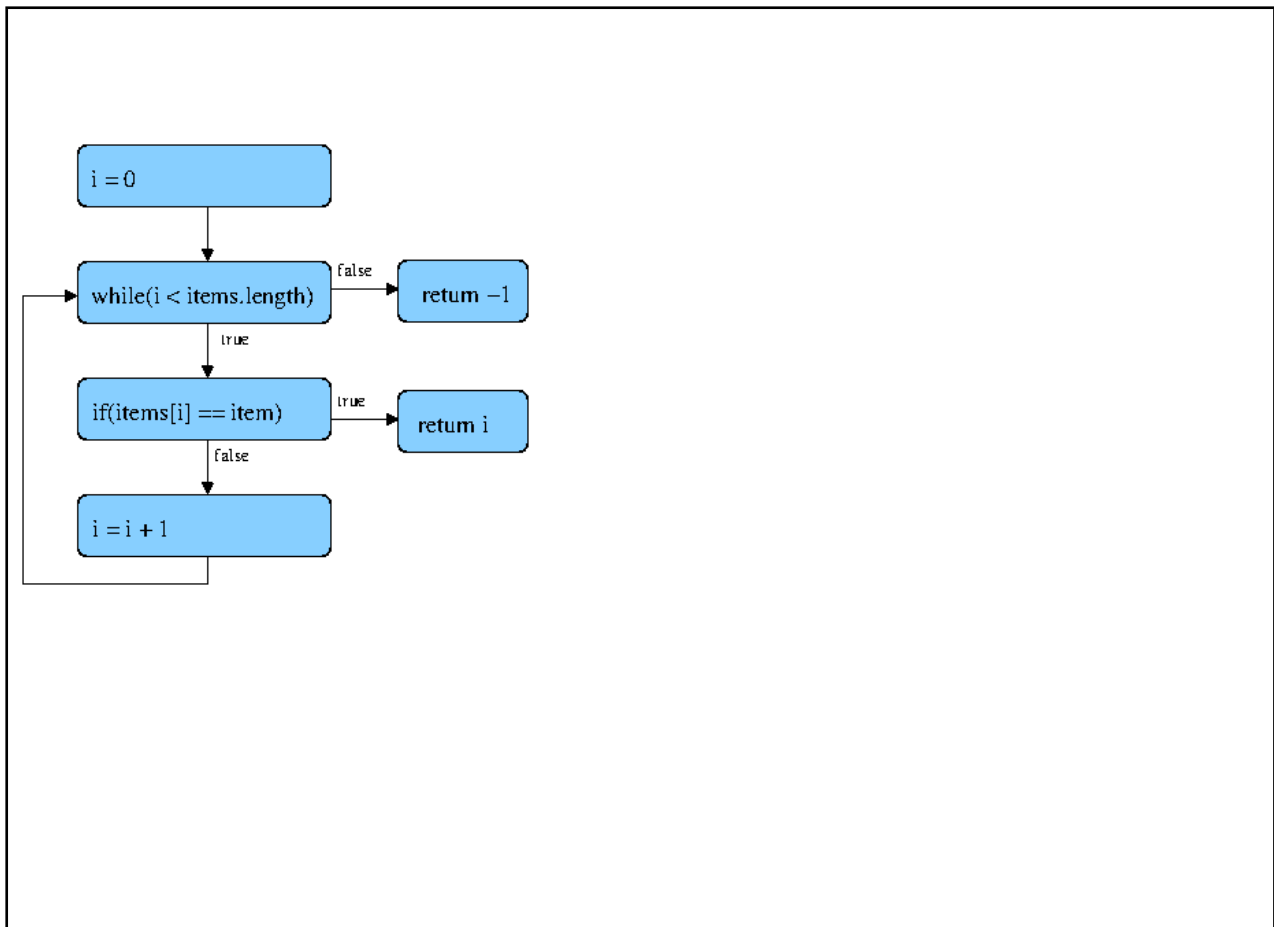 i = 0
while(i < items.length)
false
return −1
true
if(items[i] == item)
true
return i
false
i = i + 1